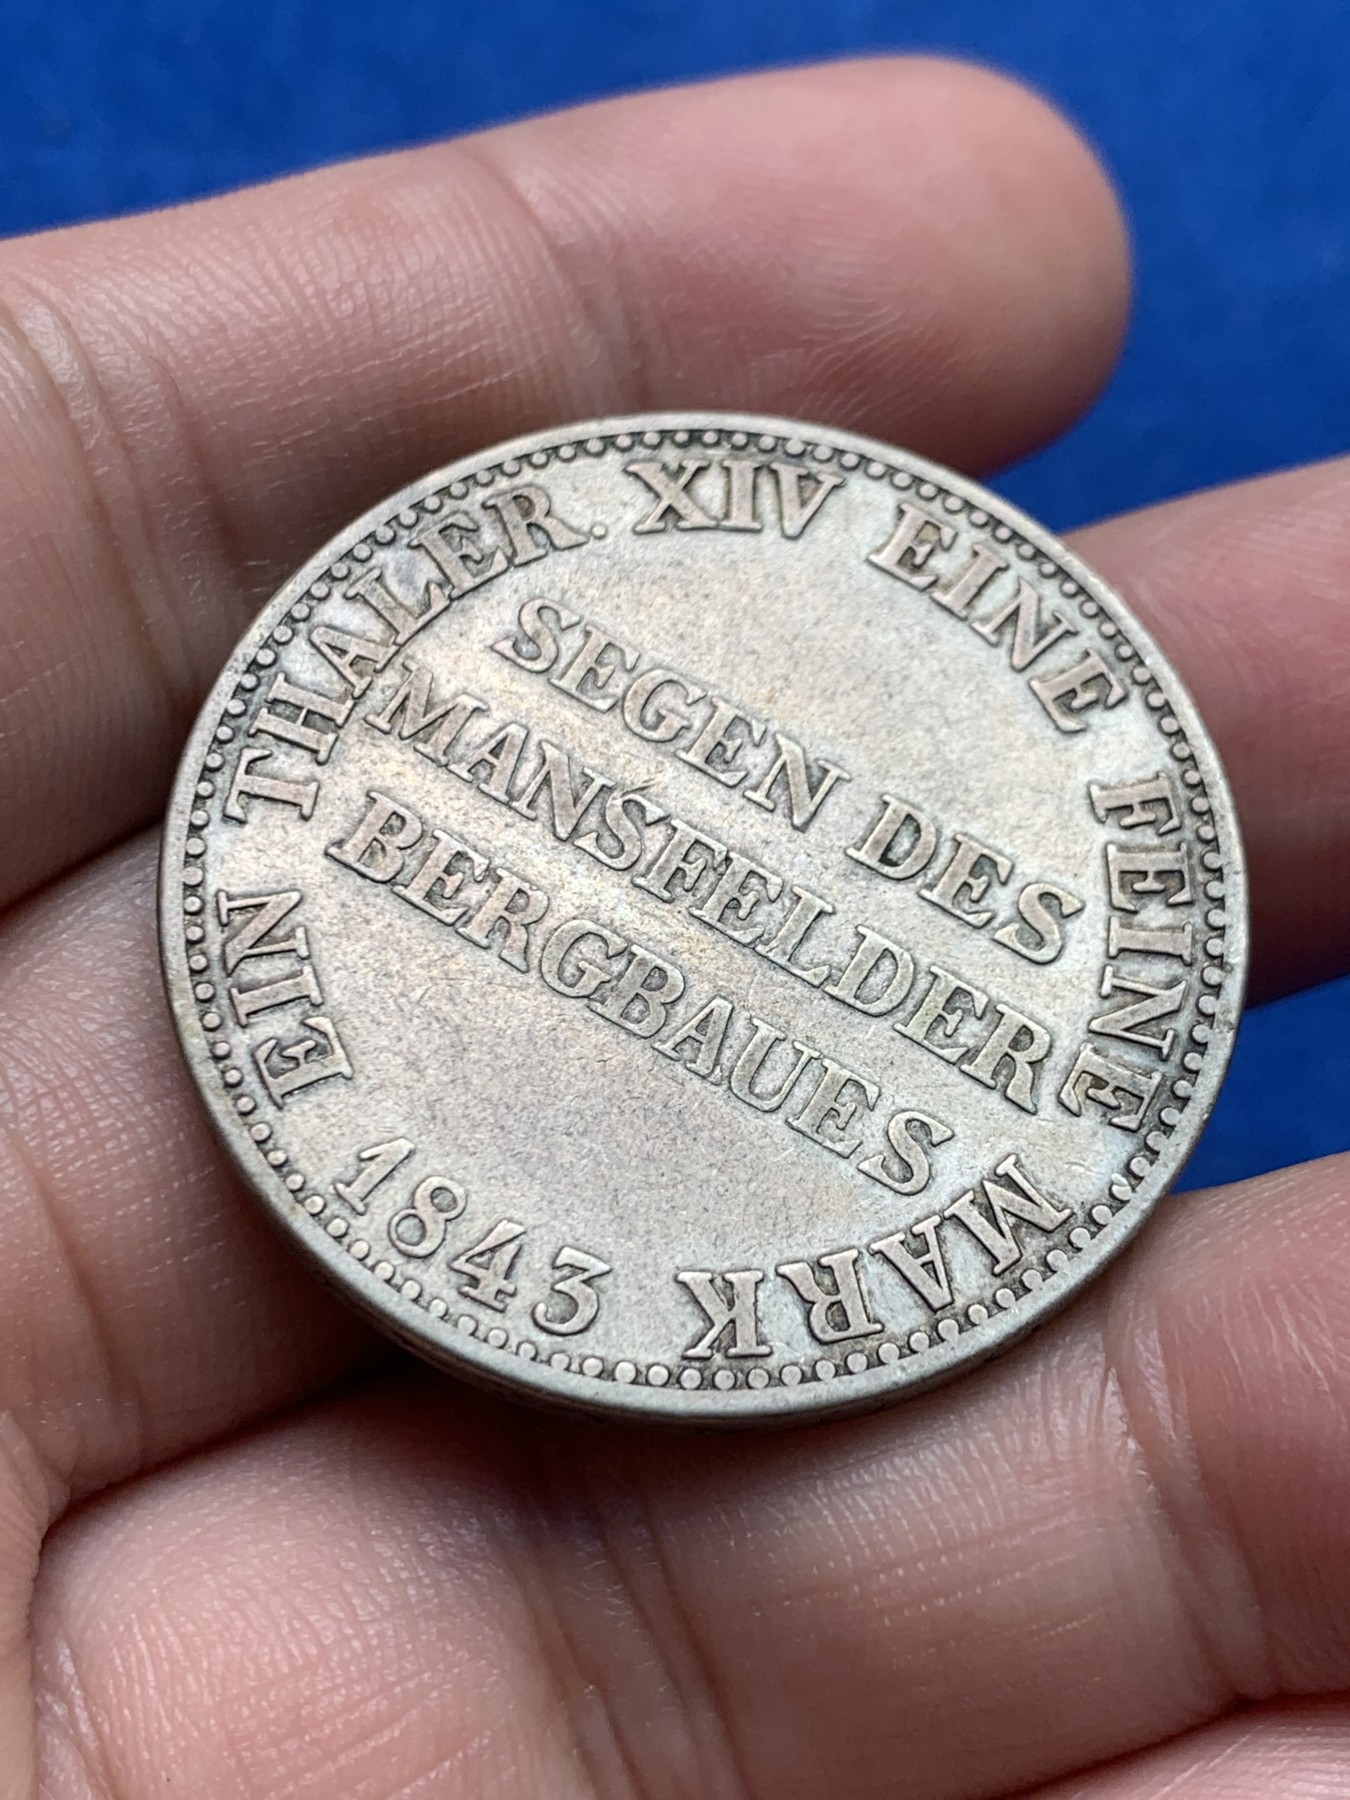 EIN THALER. XIV EINE FEINE MARK
SEGEN DES
MANSFELDER
BERGBAUES
1843